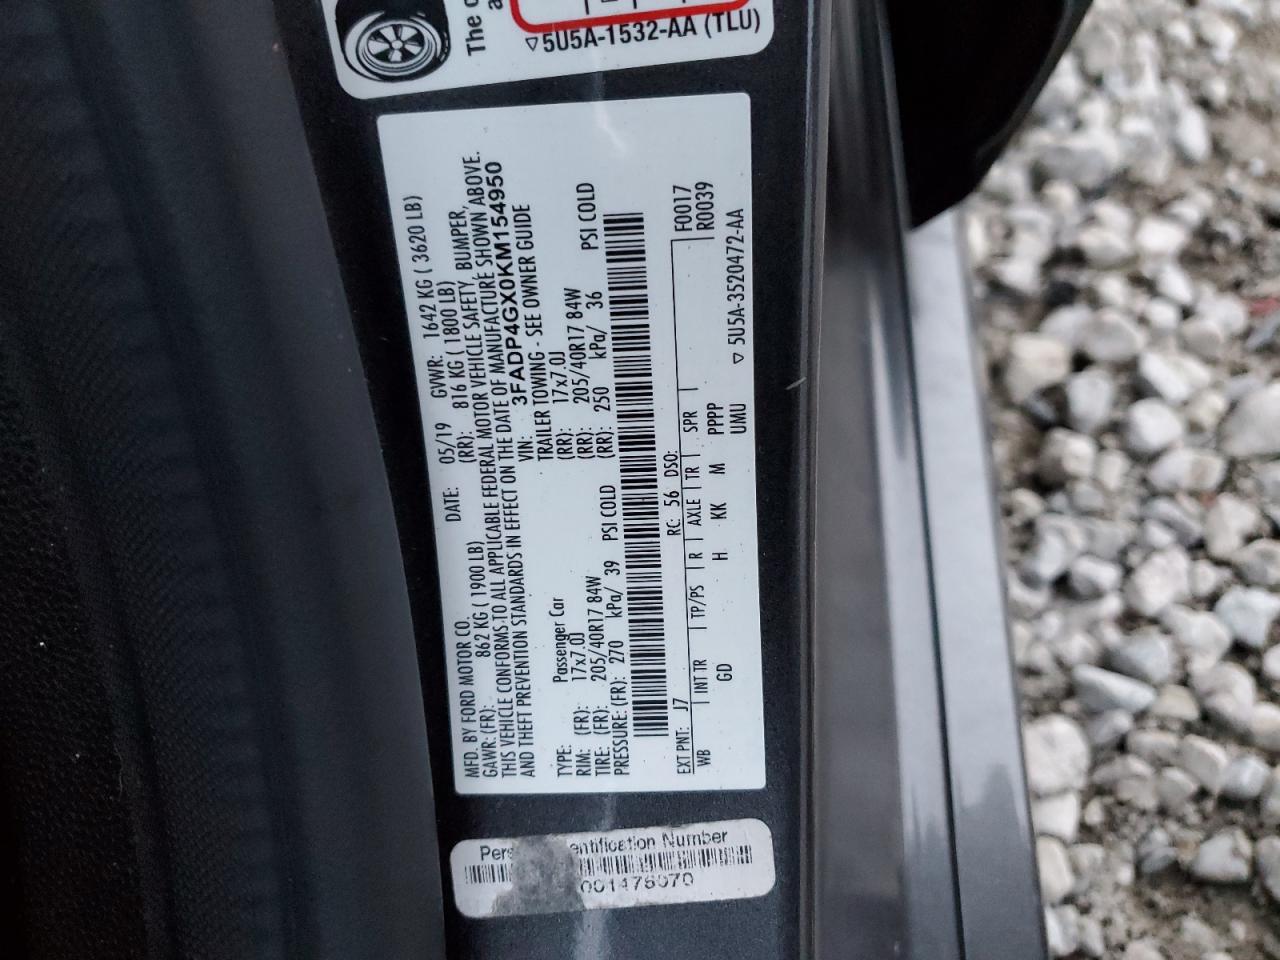 The
5U5A-1532-AA (TLU)
MFD. BY FORD MOTOR CO. DATE: 05/19 GVWR: 1642 KG ( 3620 LB)
GAWR: (FR): 862 KG ( 1900 LB) (RR): 816 KG ( 1800 LB)
THIS VEHICLE CONFORMS TO ALL APPLICABLE FEDERAL MOTOR VEHICLE SAFETY, BUMPER,
AND THEFT PREVENTION STANDARDS IN EFFECT ON THE DATE OF MANUFACTURE SHOWN ABOVE.
VIN: 3FADP4GX0KM154950
TYPE: Passenger Car TRAILER TOWING - SEE OWNER GUIDE
RIM: (FR): 17x7.0J (RR): 17x7.0J
TIRE: (FR): 205/40R17 84W (RR): 205/40R17 84W
PRESSURE: (FR): 270 kPa/ 39 PSI COLD (RR): 250 kPa/ 36 PSI COLD
EXT PNT: J7 RC: 56 DSO: F0017
WB INT TR TP/PS R AXLE TR SPR R0039
GD H KK M PPPP
UMU 5U5A-3520472-AA
entification Number